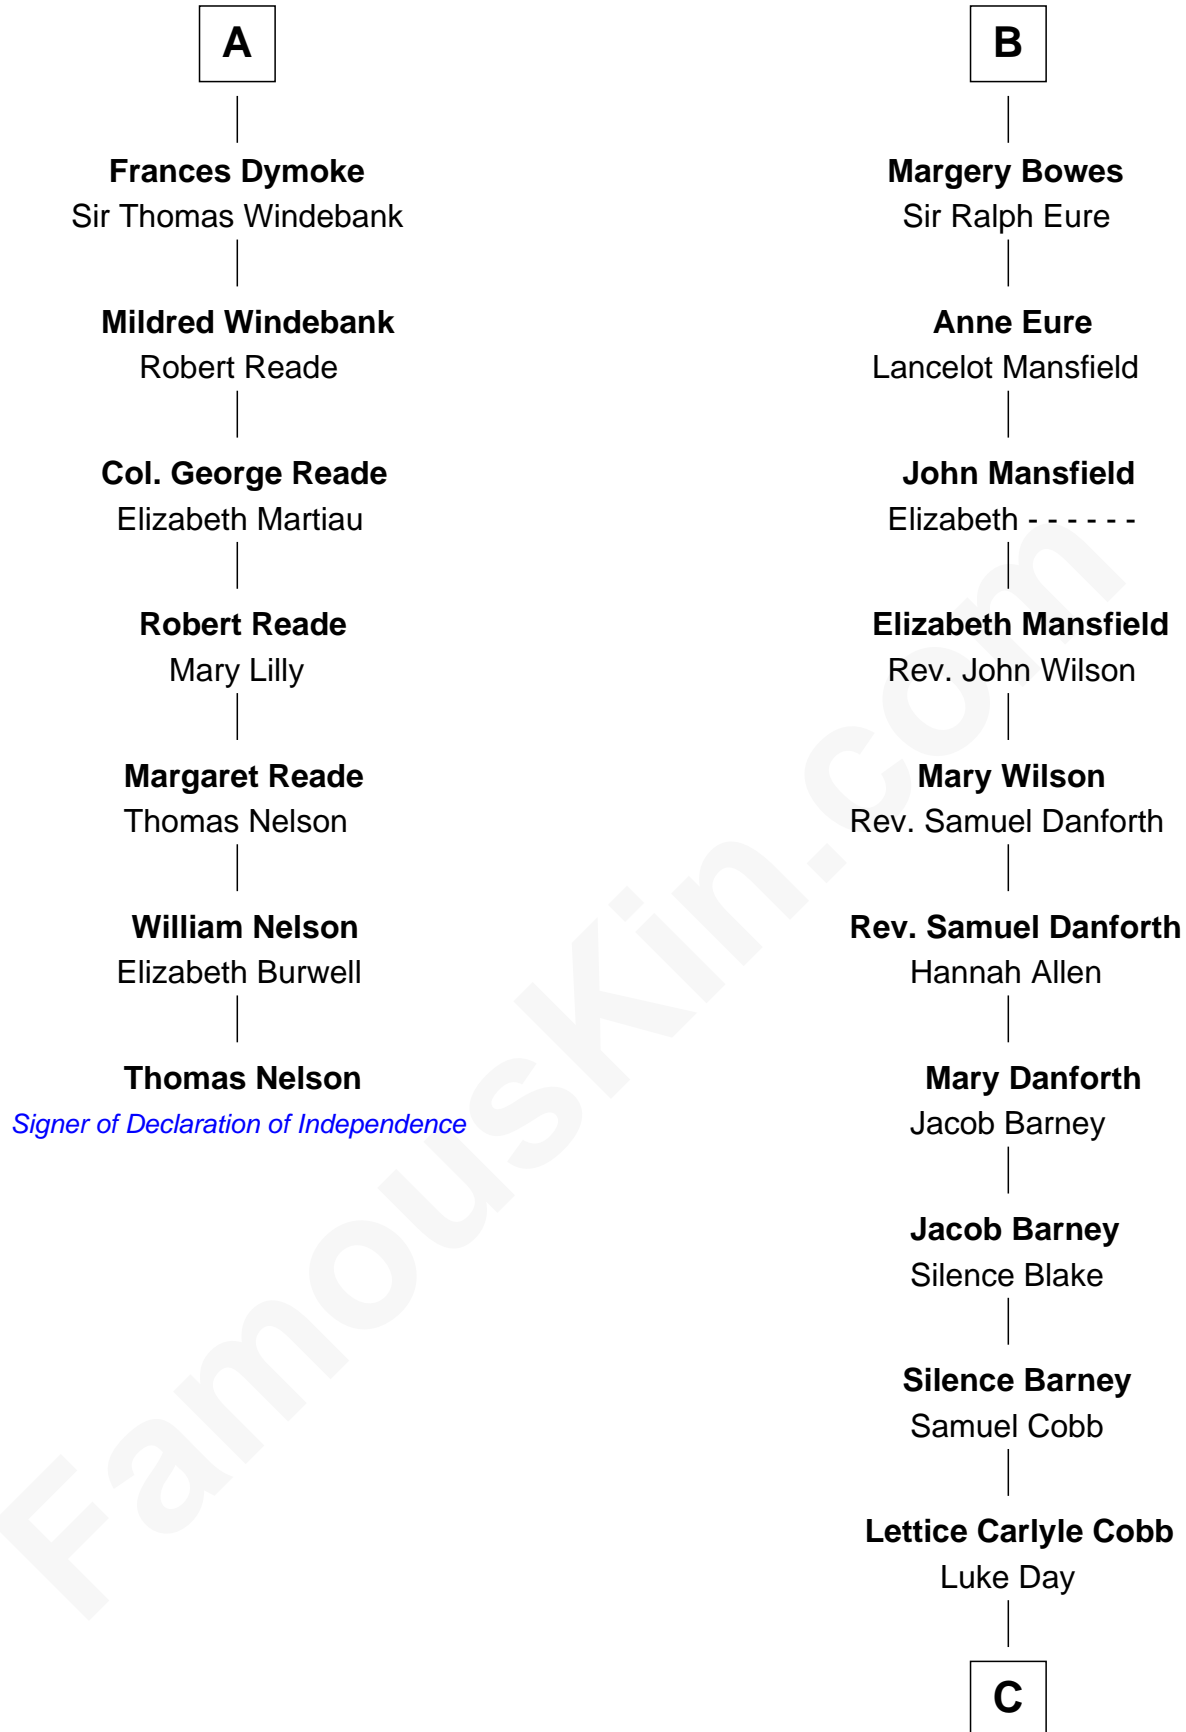 A
Frances Dymoke
Sir Thomas Windebank
Mildred Windebank
Robert Reade
Col. George Reade
Elizabeth Martiau
Robert Reade
Mary Lilly
Margaret Reade
Thomas Nelson
William Nelson
Elizabeth Burwell
Thomas Nelson
Signer of Declaration of Independence
B
Margery Bowes
Sir Ralph Eure
Anne Eure
Lancelot Mansfield
John Mansfield
Elizabeth - - - - - -
Elizabeth Mansfield
Rev. John Wilson
Mary Wilson
Rev. Samuel Danforth
Rev. Samuel Danforth
Hannah Allen
Mary Danforth
Jacob Barney
Jacob Barney
Silence Blake
Silence Barney
Samuel Cobb
Lettice Carlyle Cobb
Luke Day
C
FamousKin.com